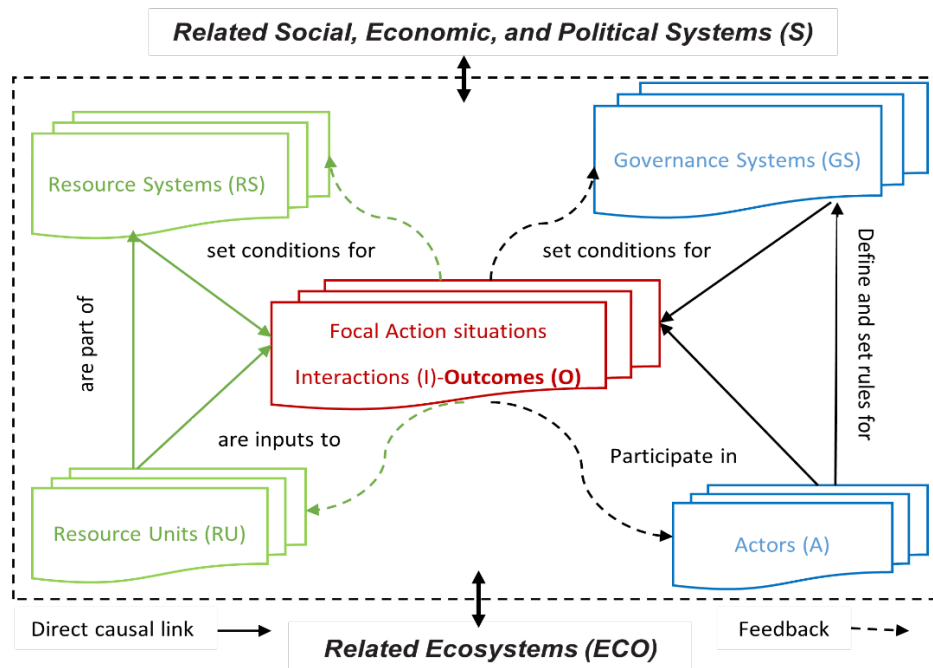 Related Social, Economic, and Political Systems (S)
Resource Systems (RS)
Governance Systems (GS)
set conditions for
set conditions for
are part of
Define and set rules for
Focal Action situations
Interactions (I)-Outcomes (O)
are inputs to
Participate in
Resource Units (RU)
Actors (A)
Direct causal link
Related Ecosystems (ECO)
Feedback